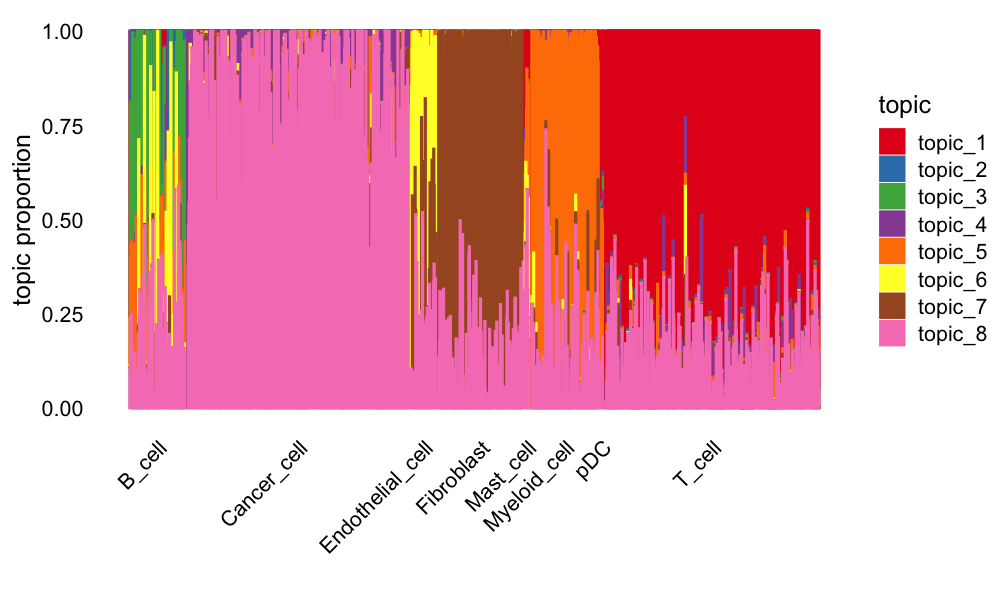 1.00
0.75
0.50
0.25
0.00
topic proportion
B_cell
Cancer_cell
Endothelial_cell
Fibroblast
Mast_cell
Myeloid_cell
pDC
T_cell
topic
topic_1
topic_2
topic_3
topic_4
topic_5
topic_6
topic_7
topic_8